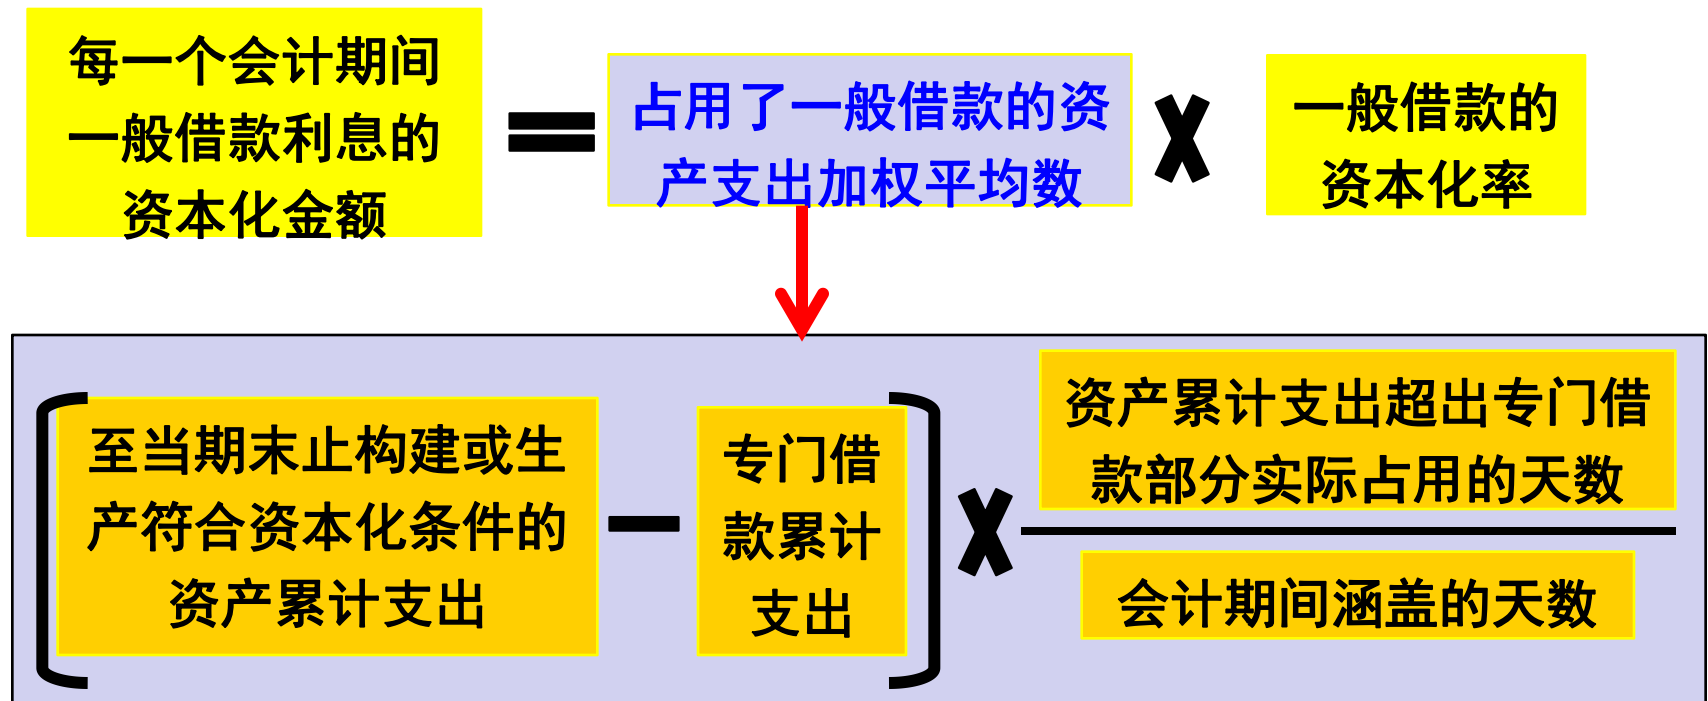 每一个会计期间
一般借款利息的
资本化金额
=
占用了一般借款的资
产支出加权平均数
×
一般借款的
资本化率
至当期末止构建或生
产符合资本化条件的
资产累计支出
－
专门借
款累计
支出
×
资产累计支出超出专门借
款部分实际占用的天数
会计期间涵盖的天数